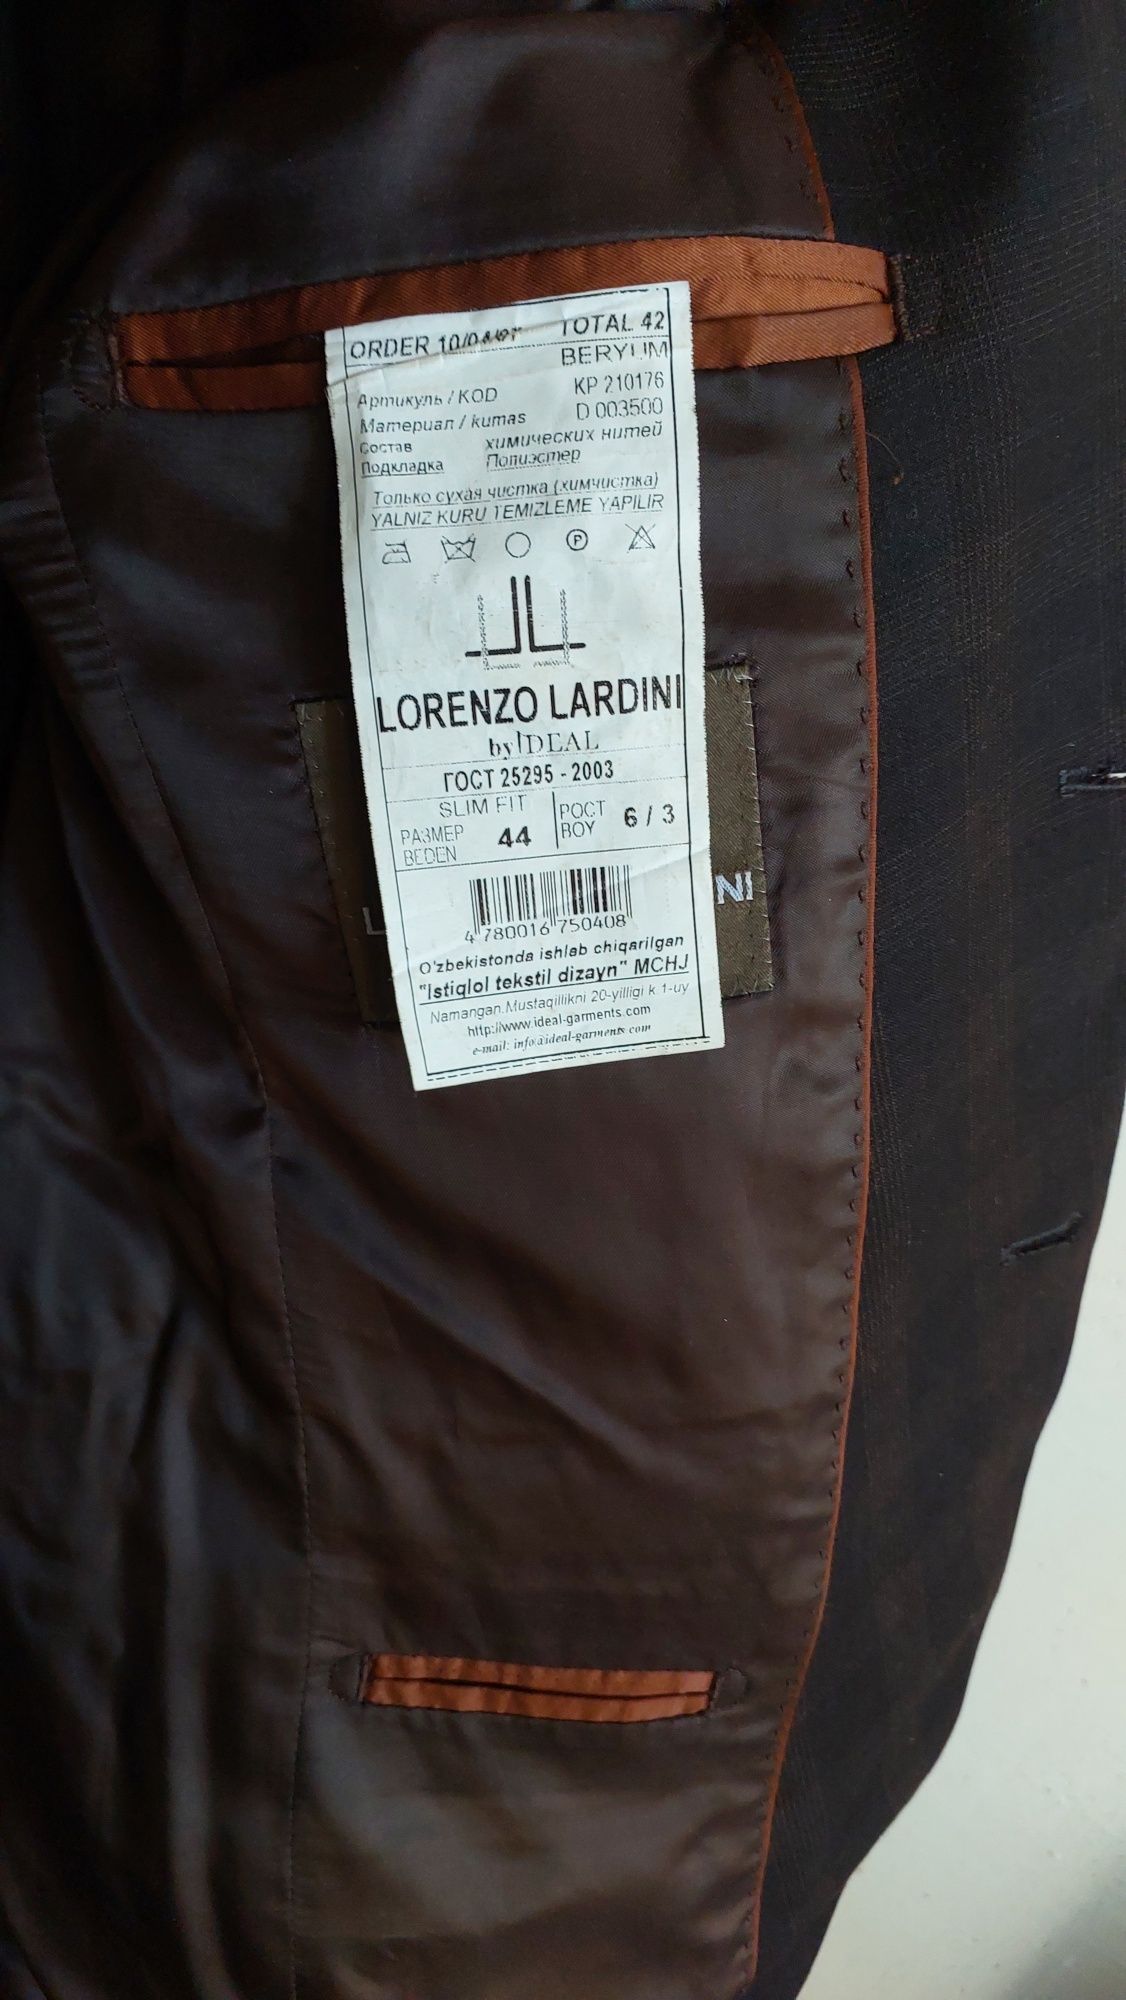 ORDER TOTAL 42
BERYUM
Артикуль / KOD KP 210176
Материал / kumas D 003500
Состав химических нитей
Подкладка Полиэстер
Только сухая чистка (химчистка)
YALNIZ KURU TEMIZLEME YAPILIR
P
LORENZO LARDINI
by IDEAL
ГОСТ 25295 - 2003
SLIM FIT
РАЗМЕР BEDEN 44 РОСТ BOY 6 / 3
NI
4 780016 750408
O'zbekistonda ishlab chiqarilgan
"Istiqlol tekstil dizayn" MCHJ
Namangan.Mustaqillikni 20-yilligi k.1-uy
http://www.ideal-garments.com
e-mail: info@ideal-garments.com